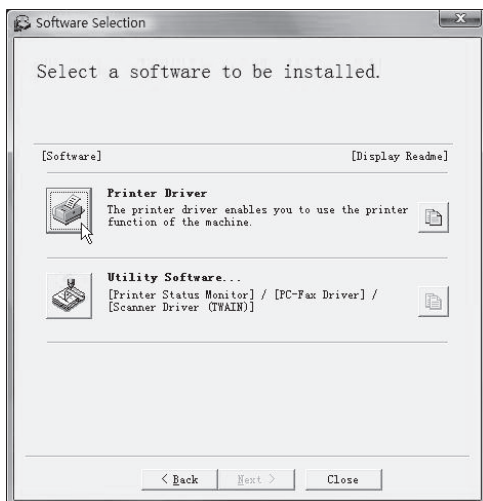 Software Selection
Select a software to be installed.
[Software] [Display Readme]
Printer Driver
The printer driver enables you to use the printer
function of the machine.
Utility Software...
[Printer Status Monitor] / [PC-Fax Driver] /
[Scanner Driver (TWAIN)]
< Back Next > Close